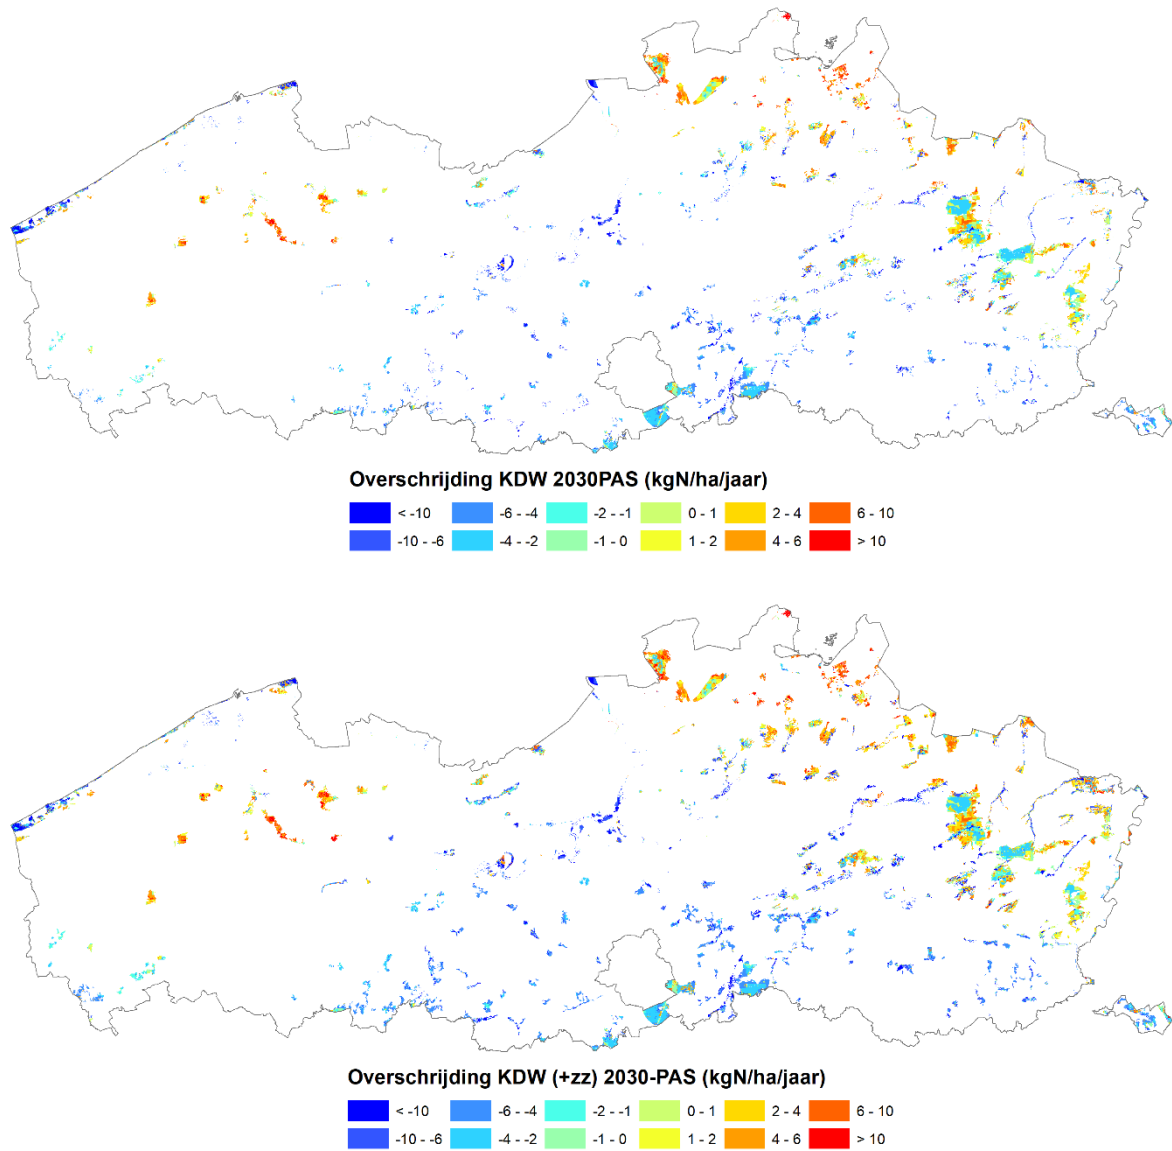 Overschrijding KDW 2030PAS (kgN/ha/jaar)
< -10 -6 - -4 -2 - -1 0 - 1 2 - 4 6 - 10
-10 - -6 -4 - -2 -1 - 0 1 - 2 4 - 6 > 10
Overschrijding KDW (+zz) 2030-PAS (kgN/ha/jaar)
< -10 -6 - -4 -2 - -1 0 - 1 2 - 4 6 - 10
-10 - -6 -4 - -2 -1 - 0 1 - 2 4 - 6 > 10